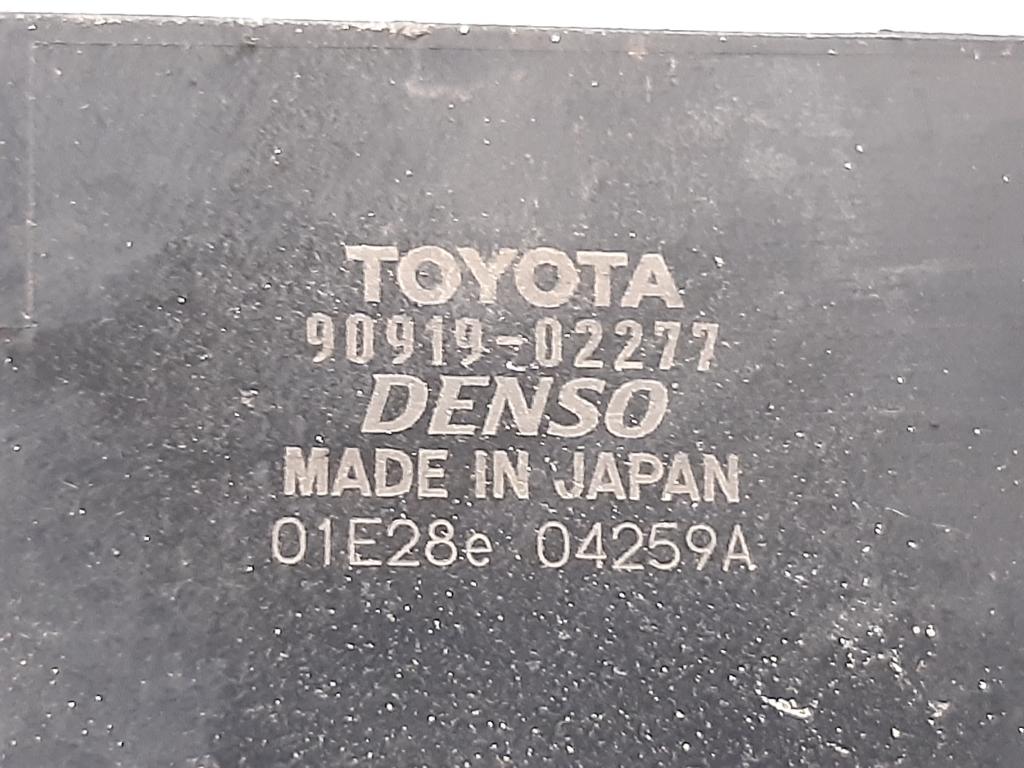 TOYOTA
90919-02277
DENSO
MADE IN JAPAN
01E28e 04259A